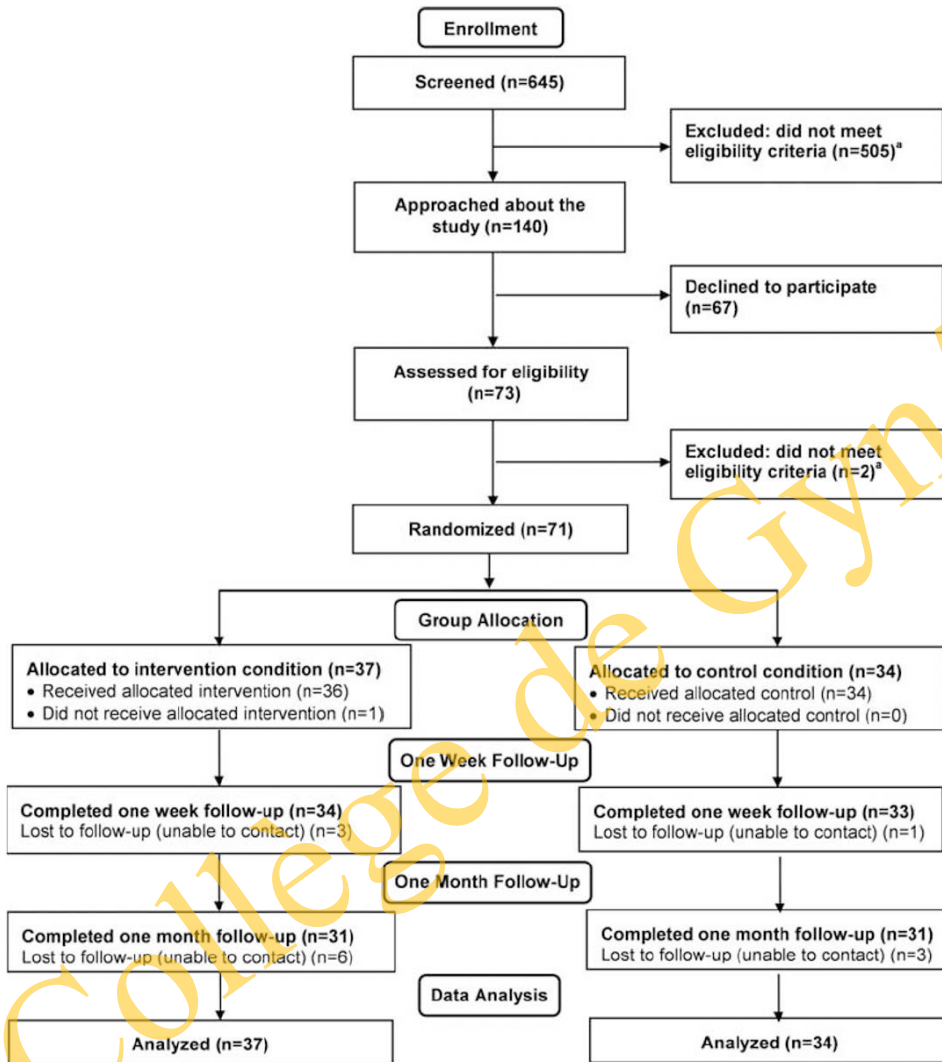 Enrollment
Screened (n=645)
Excluded: did not meet
eligibility criteria (n=505)ᵃ
Approached about the
study (n=140)
Declined to participate
(n=67)
Assessed for eligibility
(n=73)
Excluded: did not meet
eligibility criteria (n=2)ᵃ
Randomized (n=71)
Group Allocation
Allocated to intervention condition (n=37)
• Received allocated intervention (n=36)
• Did not receive allocated intervention (n=1)
Allocated to control condition (n=34)
• Received allocated control (n=34)
• Did not receive allocated control (n=0)
One Week Follow-Up
Completed one week follow-up (n=34)
Lost to follow-up (unable to contact) (n=3)
Completed one week follow-up (n=33)
Lost to follow-up (unable to contact) (n=1)
One Month Follow-Up
Completed one month follow-up (n=31)
Lost to follow-up (unable to contact) (n=6)
Completed one month follow-up (n=31)
Lost to follow-up (unable to contact) (n=3)
Data Analysis
Analyzed (n=37)
Analyzed (n=34)
Collège de